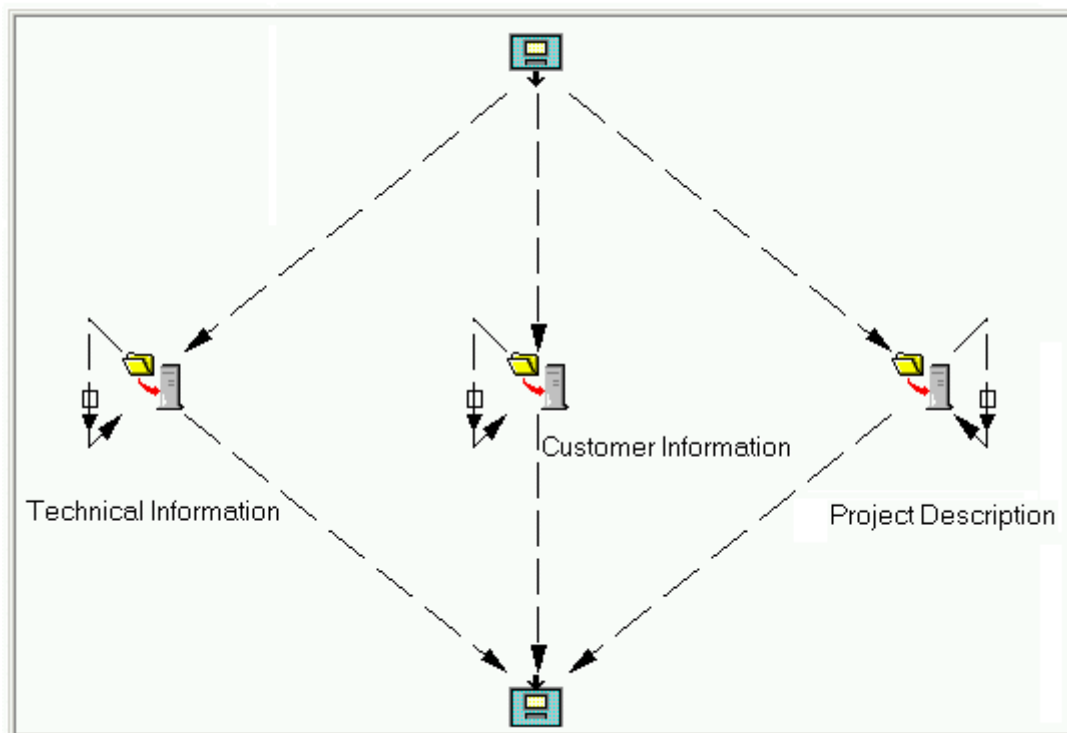 Customer Information
Technical Information
Project Description